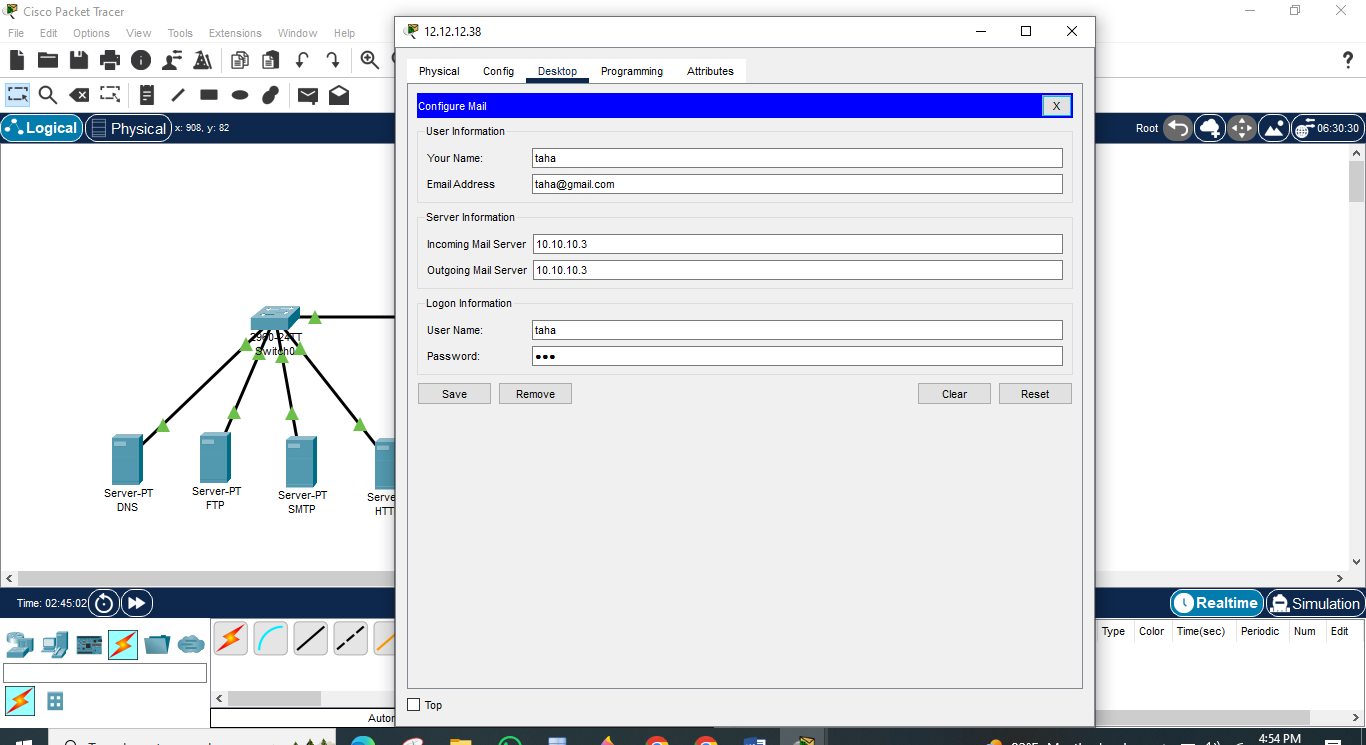 Cisco Packet Tracer
File Edit Options View Tools Extensions Window Help
Logical
Physical
x: 908, y: 82
Root
06:30:30
2960-24TT
Switch0
Server-PT
DNS
Server-PT
FTP
Server-PT
SMTP
Serve
HTT
Time: 02:45:02
Realtime
Simulation
Type Color Time(sec) Periodic Num Edit
Auto
12.12.12.38
Physical Config Desktop Programming Attributes
Configure Mail
X
User Information
Your Name: taha
Email Address taha@gmail.com
Server Information
Incoming Mail Server 10.10.10.3
Outgoing Mail Server 10.10.10.3
Logon Information
User Name: taha
Password: ●●●
Save Remove Clear Reset
Top
4:54 PM